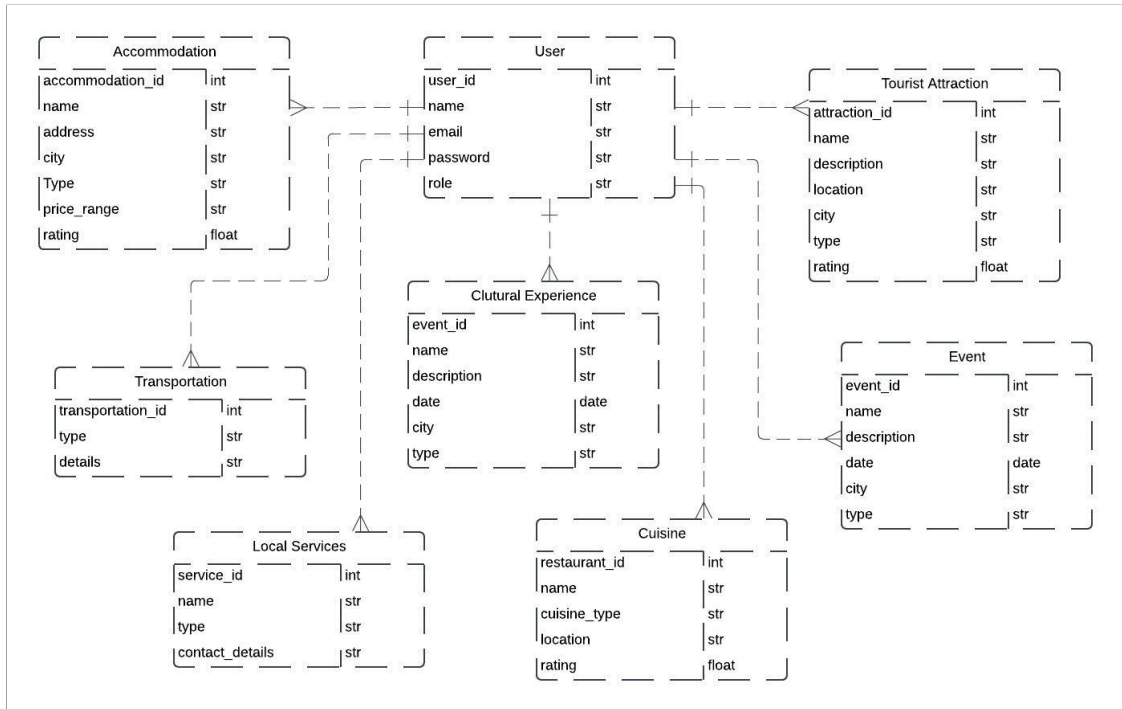 Accommodation
accommodation_id int
name str
address str
city str
Type str
price_range str
rating float
User
user_id int
name str
email str
password str
role str
Tourist Attraction
attraction_id int
name str
description str
location str
city str
type str
rating float
Clutural Experience
event_id int
name str
description str
date date
city str
type str
Event
event_id int
name str
description str
date date
city str
type str
Transportation
transportation_id int
type str
details str
Local Services
service_id int
name str
type str
contact_details str
Cuisine
restaurant_id int
name str
cuisine_type str
location str
rating float